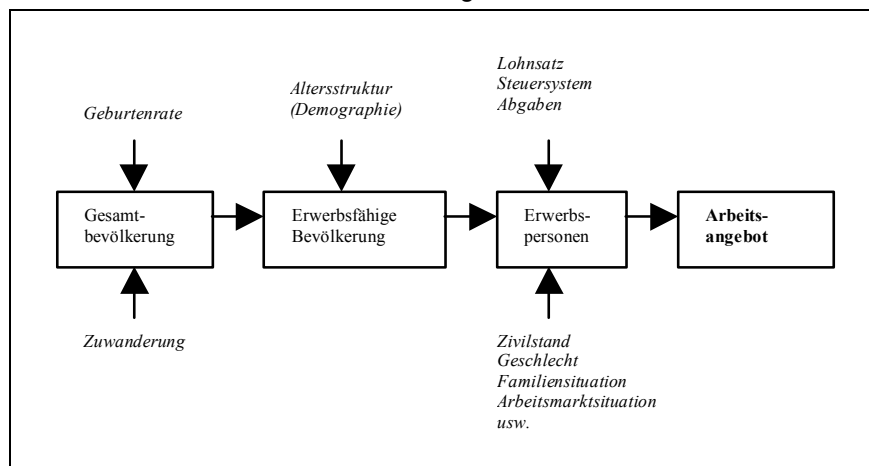 Geburtenrate
Altersstruktur
(Demographie)
Lohnsatz
Steuersystem
Abgaben
Gesamt-
bevölkerung
Erwerbsfähige
Bevölkerung
Erwerbs-
personen
Arbeits-
angebot
Zuwanderung
Zivilstand
Geschlecht
Familiensituation
Arbeitsmarktsituation
usw.